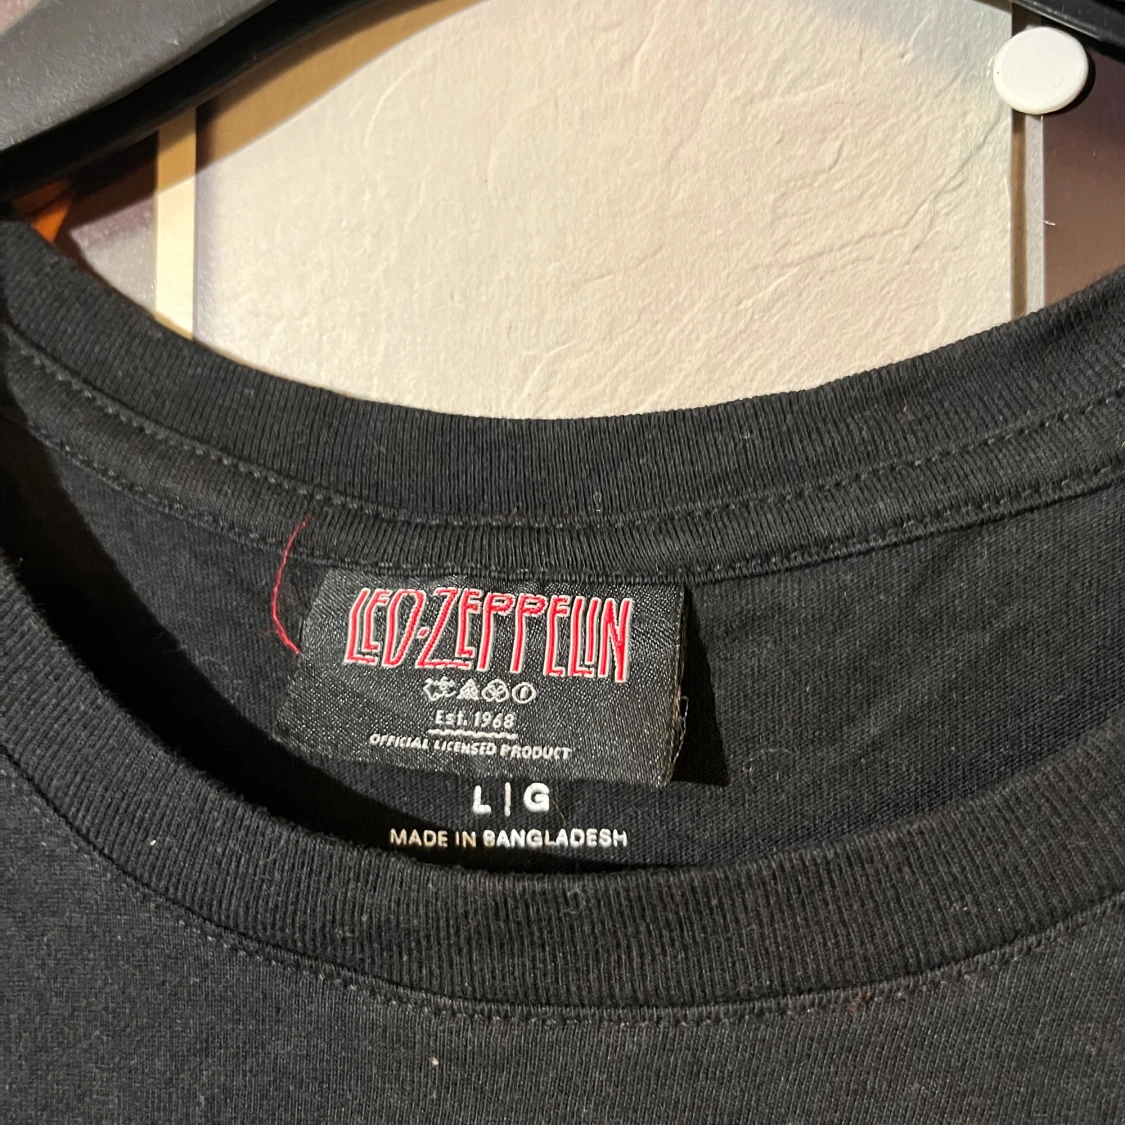 LED·ZEPPELIN
Est. 1968
OFFICIAL LICENSED PRODUCT
L | G
MADE IN BANGLADESH